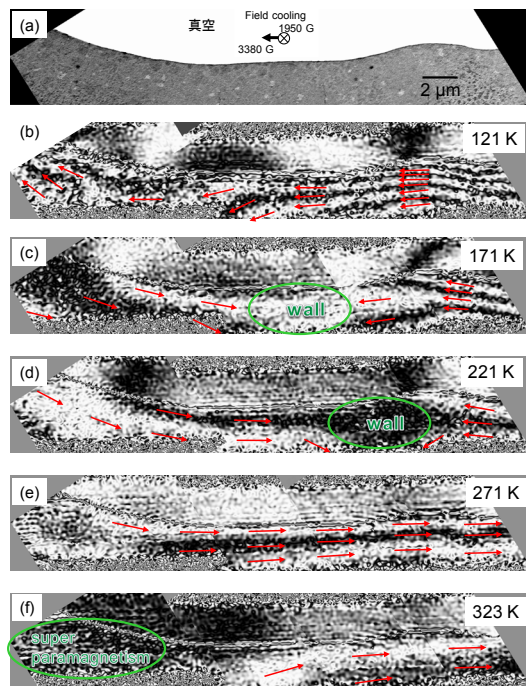 (a)
真空
Field cooling
1950 G
3380 G
2 μm
(b)
121 K
(c)
171 K
wall
(d)
221 K
wall
(e)
271 K
(f)
323 K
super
paramagnetism